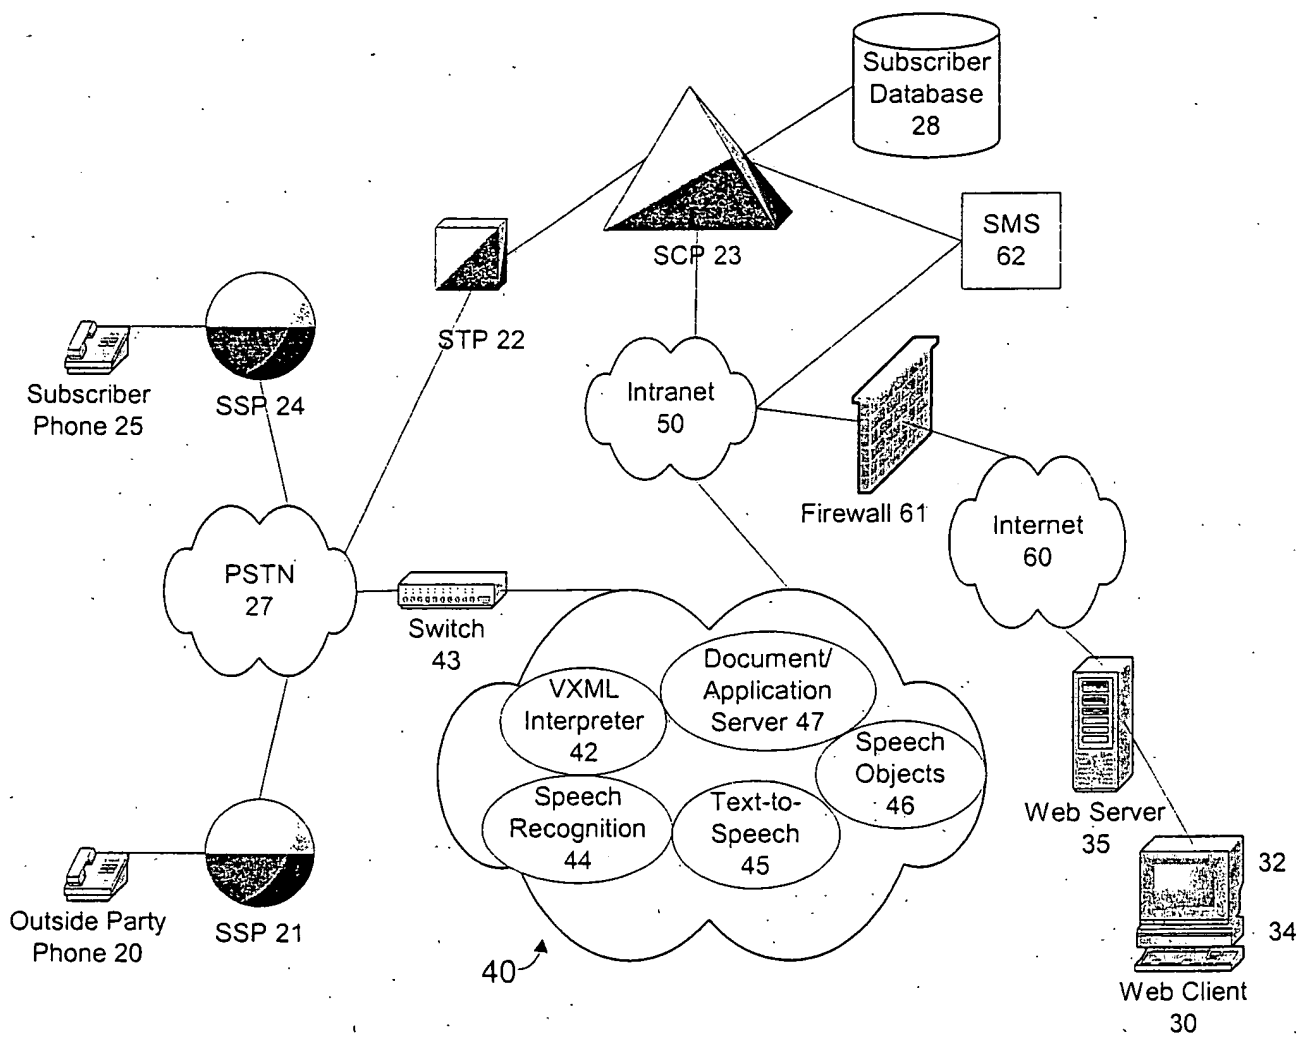 Subscriber
Database
28
SMS
62
SCP 23
STP 22
Subscriber
Phone 25
SSP 24
Intranet
50
Firewall 61
Internet
60
PSTN
27
Switch
43
VXML
Interpreter
42
Document/
Application
Server 47
Speech
Objects
46
Speech
Recognition
44
Text-to-
Speech
45
Web Server
35
32
34
Outside Party
Phone 20
SSP 21
40
Web Client
30